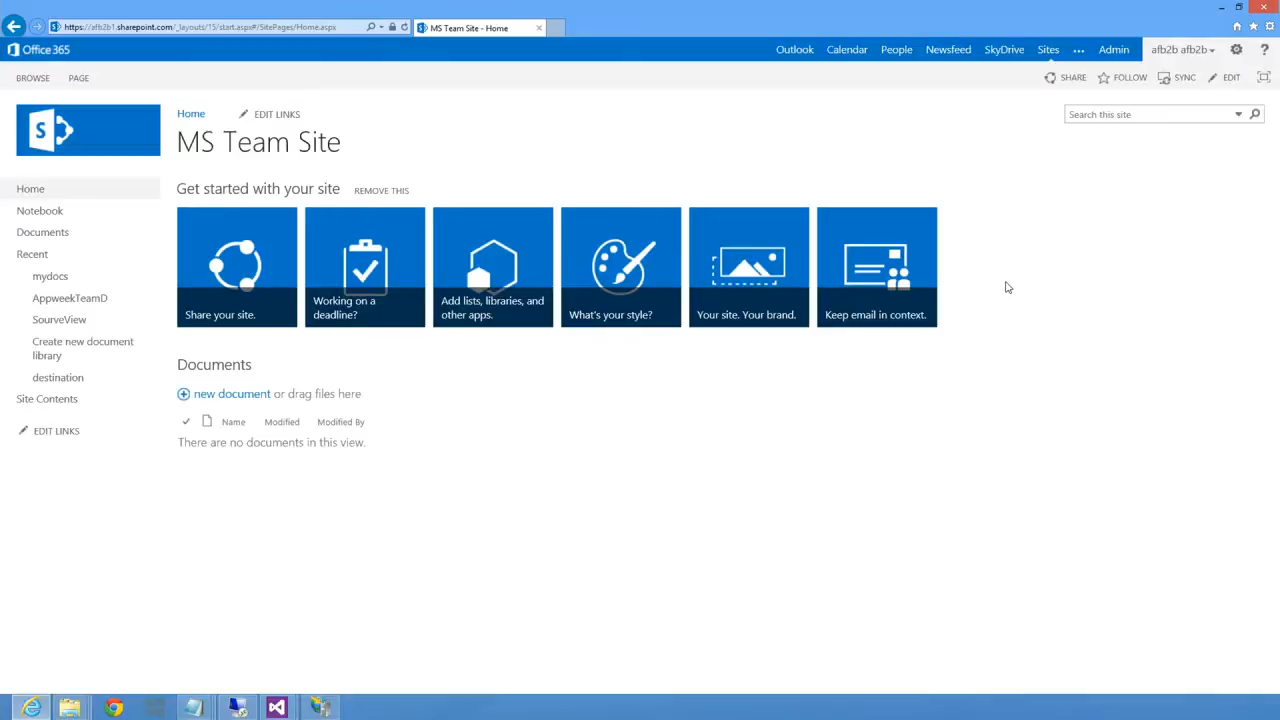 https://afb2b1.sharepoint.com/_layouts/15/start.aspx#/SitePages/Home.aspx
MS Team Site - Home
Office 365
Outlook Calendar People Newsfeed SkyDrive Sites ... Admin afb2b afb2b ?
BROWSE PAGE
SHARE FOLLOW SYNC EDIT
S
Home EDIT LINKS
Search this site
MS Team Site
Home
Notebook
Documents
Recent
mydocs
AppweekTeamD
SourveView
Create new document
library
destination
Site Contents
EDIT LINKS
Get started with your site REMOVE THIS
Share your site.
Working on a
deadline?
Add lists, libraries, and
other apps.
What's your style?
Your site. Your brand.
Keep email in context.
Documents
new document or drag files here
Name Modified Modified By
There are no documents in this view.